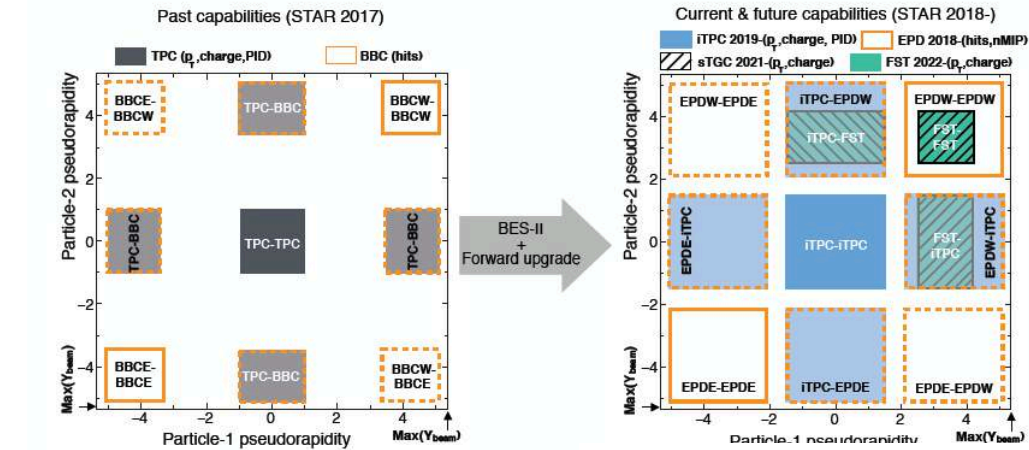 Past capabilities (STAR 2017)
TPC (pT,charge,PID)
BBC (hits)
Particle-2 pseudorapidity
4
2
0
−2
−4
Max(Ybeam)
BBCE-
BBCW
TPC-BBC
BBCW-
BBCW
TPC-BBC
TPC-TPC
TPC-BBC
BBCE-
BBCE
TPC-BBC
BBCW-
BBCE
−4
−2
0
2
4
Max(Ybeam)
Particle-1 pseudorapidity
BES-II
+
Forward upgrade
Current & future capabilities (STAR 2018-)
iTPC 2019-(pT,charge, PID)
EPD 2018-(hits,nMIP)
sTGC 2021-(pT,charge)
FST 2022-(pT,charge)
Particle-2 pseudorapidity
4
2
0
−2
−4
Max(Ybeam)
EPDW-EPDE
iTPC-EPDW
iTPC-FST
EPDW-EPDW
FST-
FST
EPDE-iTPC
iTPC-iTPC
FST-
iTPC
EPDW-iTPC
EPDE-EPDE
iTPC-EPDE
EPDE-EPDW
−4
−2
0
2
4
Max(Ybeam)
Particle-1 pseudorapidity